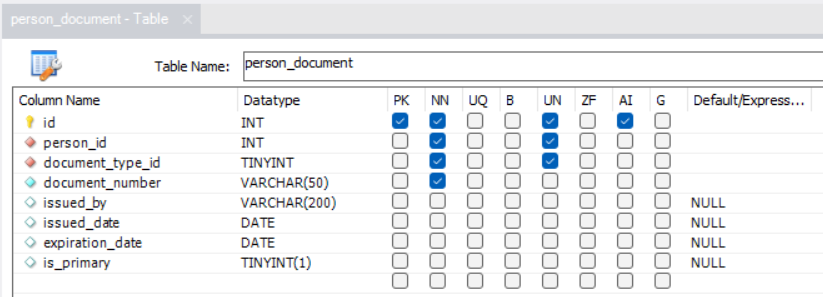 person_document - Table ×
Table Name: person_document
Column Name Datatype PK NN UQ B UN ZF AI G Default/Express...
id INT
person_id INT
document_type_id TINYINT
document_number VARCHAR(50)
issued_by VARCHAR(200) NULL
issued_date DATE NULL
expiration_date DATE NULL
is_primary TINYINT(1) NULL